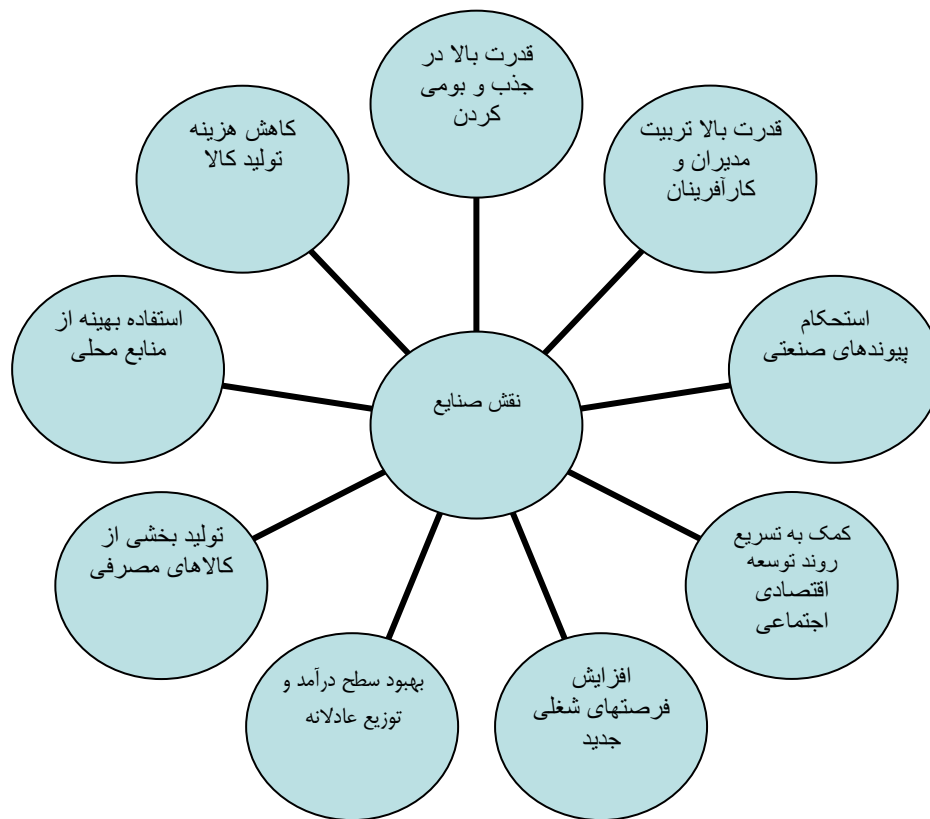 قدرت بالا در
جذب و بومی
کردن
قدرت بالا تربیت
مدیران و
کارآفرینان
استحکام
پیوندهای صنعتی
کمک به تسریع
روند توسعه
اقتصادی
اجتماعی
افزایش
فرصتهای شغلی
جدید
بهبود سطح درآمد و
توزیع عادلانه
تولید بخشی از
کالاهای مصرفی
استفاده بهینه از
منابع محلی
کاهش هزینه
تولید کالا
نقش صنایع